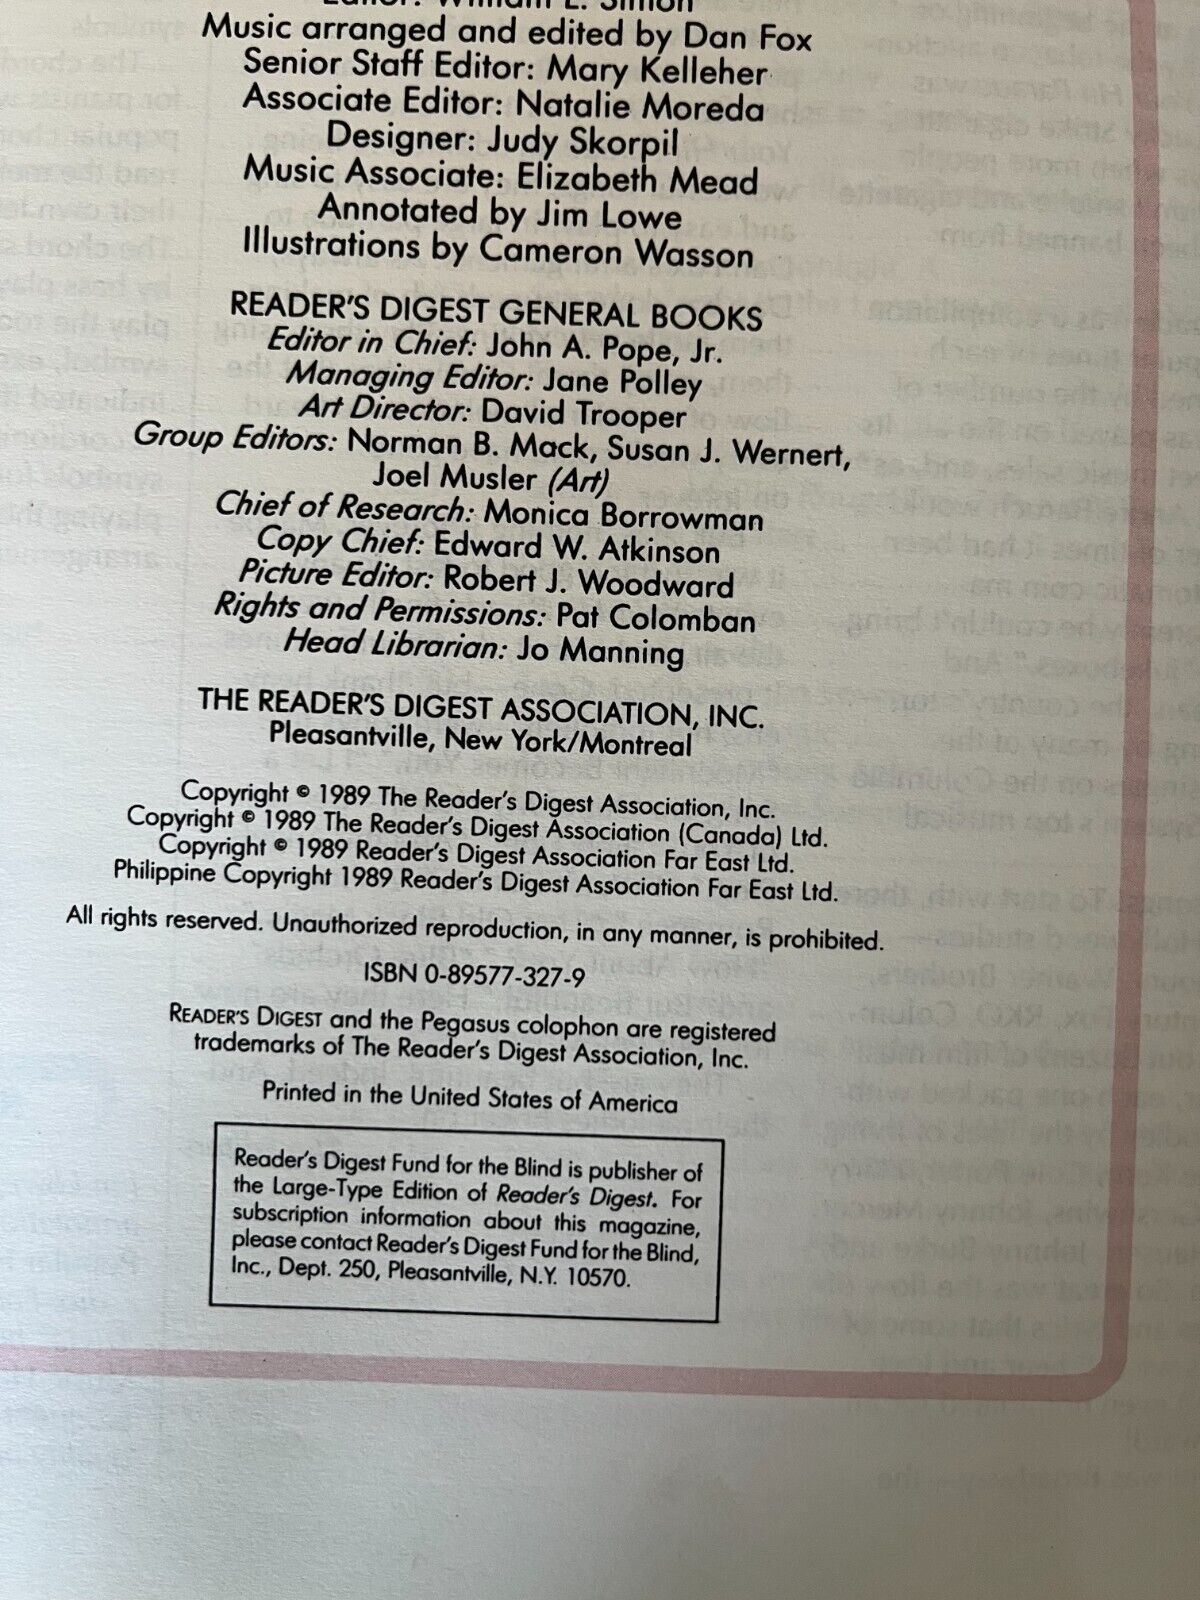 Editor: William L. Simon
Music arranged and edited by Dan Fox
Senior Staff Editor: Mary Kelleher
Associate Editor: Natalie Moreda
Designer: Judy Skorpil
Music Associate: Elizabeth Mead
Annotated by Jim Lowe
Illustrations by Cameron Wasson
READER'S DIGEST GENERAL BOOKS
Editor in Chief: John A. Pope, Jr.
Managing Editor: Jane Polley
Art Director: David Trooper
Group Editors: Norman B. Mack, Susan J. Wernert,
Joel Musler (Art)
Chief of Research: Monica Borrowman
Copy Chief: Edward W. Atkinson
Picture Editor: Robert J. Woodward
Rights and Permissions: Pat Colomban
Head Librarian: Jo Manning
THE READER'S DIGEST ASSOCIATION, INC.
Pleasantville, New York/Montreal
Copyright © 1989 The Reader's Digest Association, Inc.
Copyright © 1989 The Reader's Digest Association (Canada) Ltd.
Copyright © 1989 Reader's Digest Association Far East Ltd.
Philippine Copyright 1989 Reader's Digest Association Far East Ltd.
All rights reserved. Unauthorized reproduction, in any manner, is prohibited.
ISBN 0-89577-327-9
READER'S DIGEST and the Pegasus colophon are registered
trademarks of The Reader's Digest Association, Inc.
Printed in the United States of America
Reader's Digest Fund for the Blind is publisher of
the Large-Type Edition of Reader's Digest. For
subscription information about this magazine,
please contact Reader's Digest Fund for the Blind,
Inc., Dept. 250, Pleasantville, N.Y. 10570.